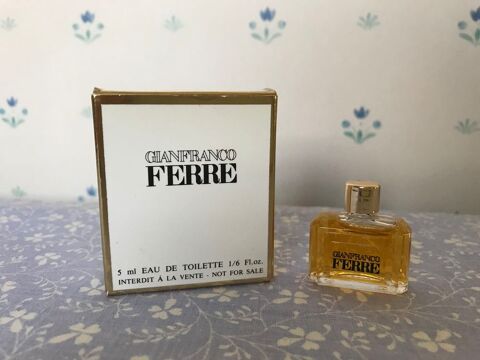 GIANFRANCO
FERRE
5 ml EAU DE TOILETTE 1/6 Fl.oz.
INTERDIT À LA VENTE - NOT FOR SALE
GIANFRANCO
FERRE